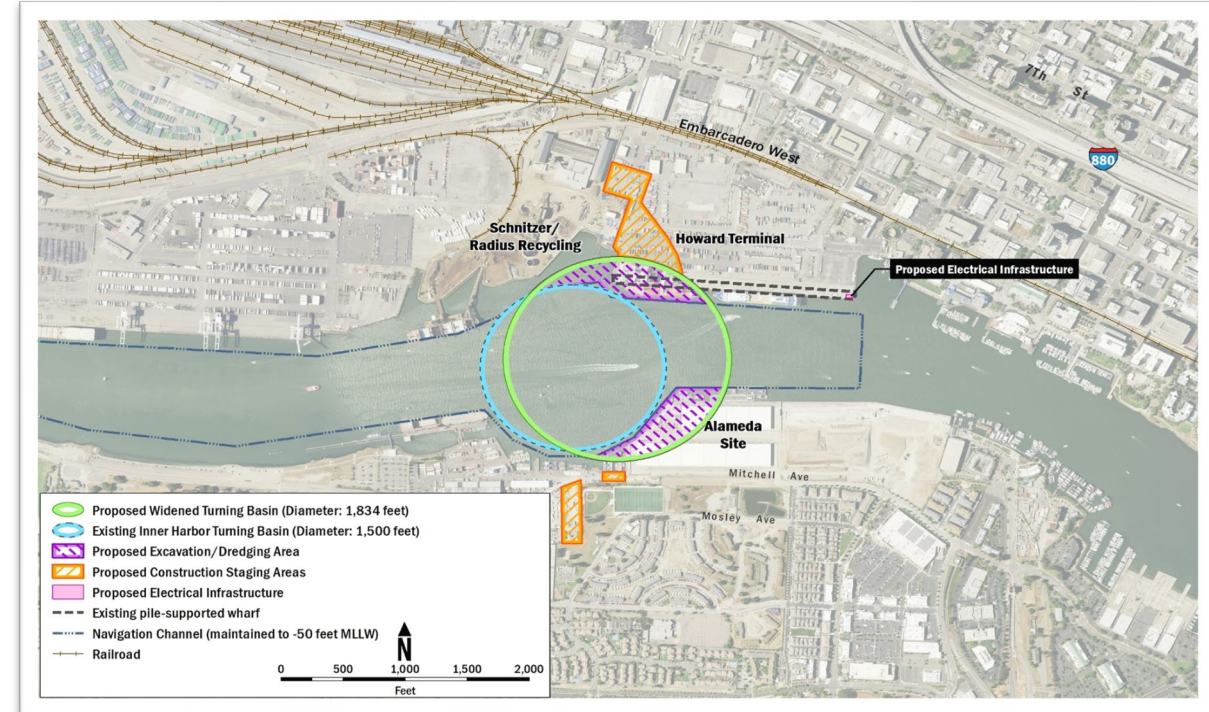 7Th
St
880
Embarcadero West
Schnitzer/
Radius Recycling
Howard Terminal
Proposed Electrical Infrastructure
Alameda
Site
Mitchell Ave
Mosley Ave
Proposed Widened Turning Basin (Diameter: 1,834 feet)
Existing Inner Harbor Turning Basin (Diameter: 1,500 feet)
Proposed Excavation/Dredging Area
Proposed Construction Staging Areas
Proposed Electrical Infrastructure
Existing pile-supported wharf
Navigation Channel (maintained to -50 feet MLLW)
Railroad
N
0 500 1,000 1,500 2,000
Feet